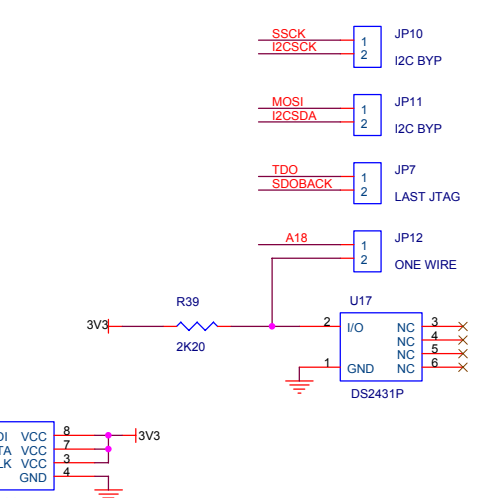 SSCK
I2CSCK
1
2
JP10
I2C BYP
MOSI
I2CSDA
1
2
JP11
I2C BYP
TDO
SDOBACK
1
2
JP7
LAST JTAG
A18
1
2
JP12
ONE WIRE
R39
3V3
2K20
U17
2 I/O NC 3
NC 4
NC 5
1 GND NC 6
DS2431P
DI VCC 8
TA VCC 7
LK VCC 3
GND 4
3V3